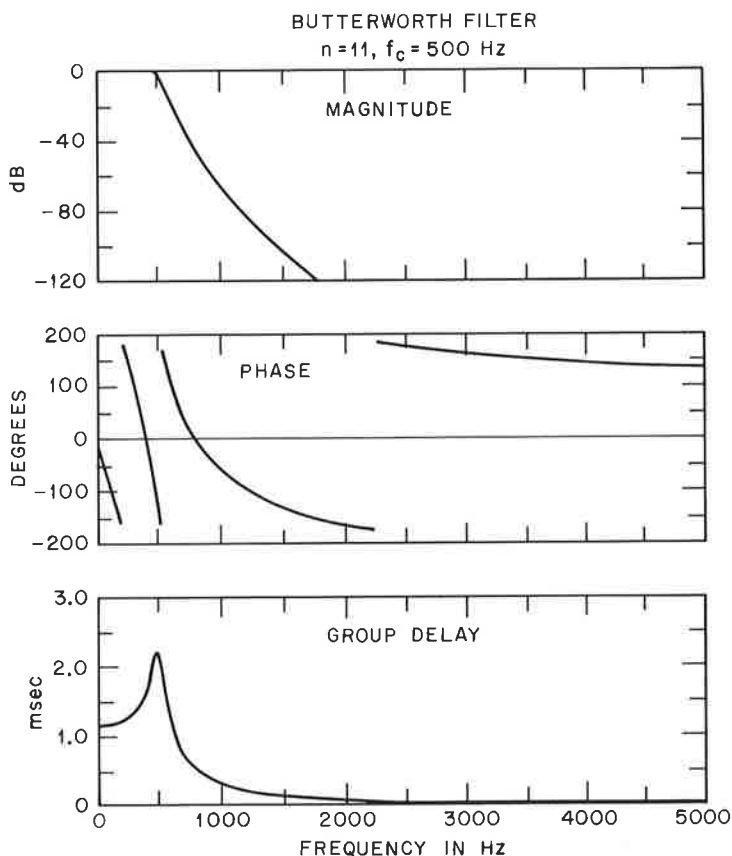 BUTTERWORTH FILTER
n = 11, fc = 500 Hz
0
-40
-80
-120
dB
MAGNITUDE
200
100
0
-100
-200
DEGREES
PHASE
3.0
2.0
1.0
0
msec
GROUP DELAY
0 1000 2000 3000 4000 5000
FREQUENCY IN Hz